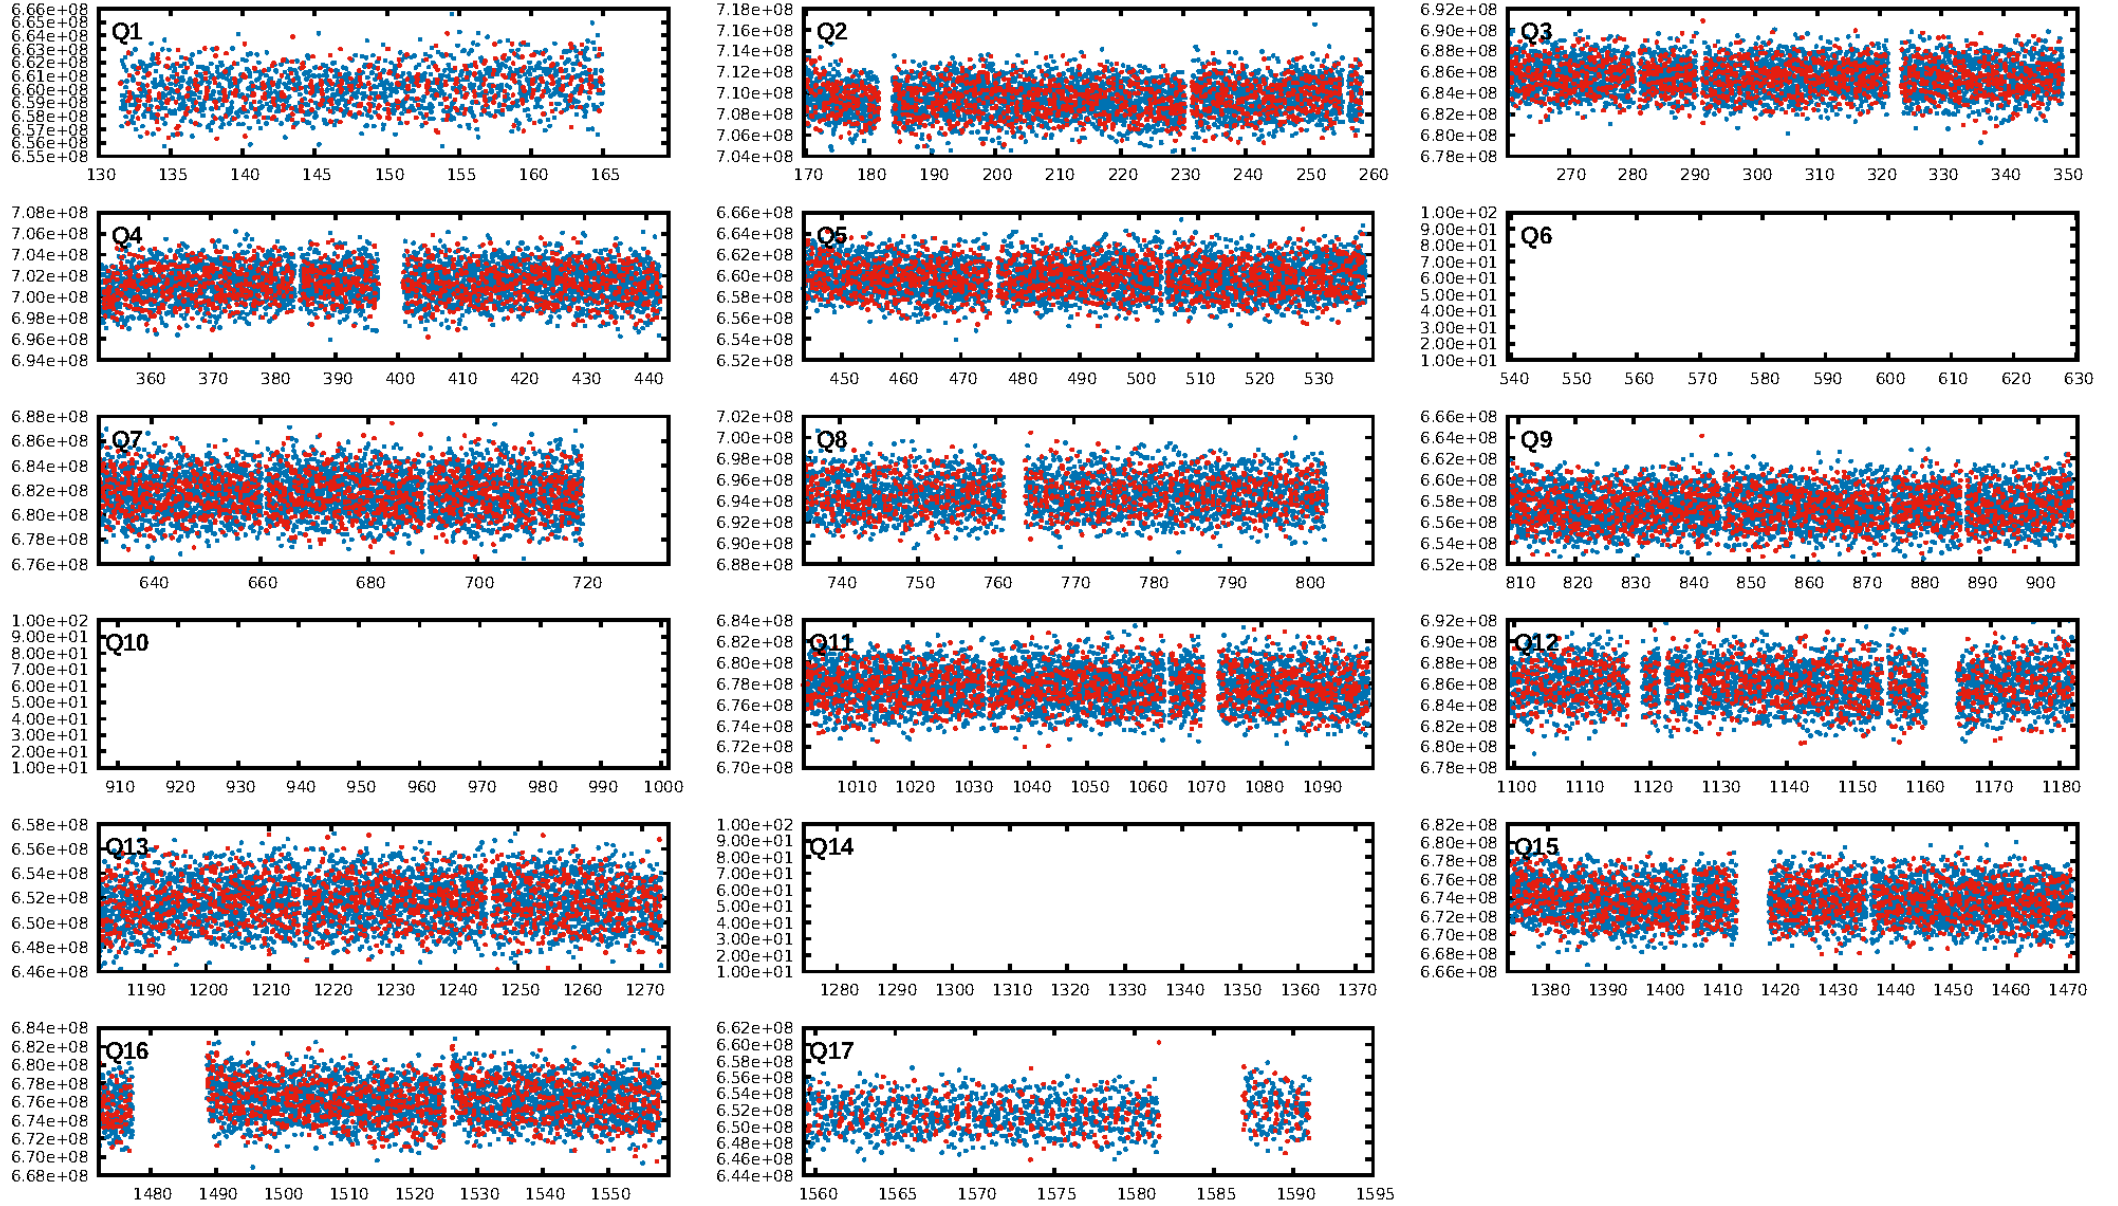 Q1
6.66e+08
6.65e+08
6.64e+08
6.63e+08
6.62e+08
6.61e+08
6.60e+08
6.59e+08
6.58e+08
6.57e+08
6.56e+08
6.55e+08
130 135 140 145 150 155 160 165
Q2
7.18e+08
7.16e+08
7.14e+08
7.12e+08
7.10e+08
7.08e+08
7.06e+08
7.04e+08
170 180 190 200 210 220 230 240 250 260
Q3
6.92e+08
6.90e+08
6.88e+08
6.86e+08
6.84e+08
6.82e+08
6.80e+08
6.78e+08
270 280 290 300 310 320 330 340 350
Q4
7.08e+08
7.06e+08
7.04e+08
7.02e+08
7.00e+08
6.98e+08
6.96e+08
6.94e+08
360 370 380 390 400 410 420 430 440
Q5
6.66e+08
6.64e+08
6.62e+08
6.60e+08
6.58e+08
6.56e+08
6.54e+08
6.52e+08
450 460 470 480 490 500 510 520 530
Q6
1.00e+02
9.00e+01
8.00e+01
7.00e+01
6.00e+01
5.00e+01
4.00e+01
3.00e+01
2.00e+01
1.00e+01
540 550 560 570 580 590 600 610 620 630
Q7
6.88e+08
6.86e+08
6.84e+08
6.82e+08
6.80e+08
6.78e+08
6.76e+08
640 660 680 700 720
Q8
7.02e+08
7.00e+08
6.98e+08
6.96e+08
6.94e+08
6.92e+08
6.90e+08
6.88e+08
740 750 760 770 780 790 800
Q9
6.66e+08
6.64e+08
6.62e+08
6.60e+08
6.58e+08
6.56e+08
6.54e+08
6.52e+08
810 820 830 840 850 860 870 880 890 900
Q10
1.00e+02
9.00e+01
8.00e+01
7.00e+01
6.00e+01
5.00e+01
4.00e+01
3.00e+01
2.00e+01
1.00e+01
910 920 930 940 950 960 970 980 990 1000
Q11
6.84e+08
6.82e+08
6.80e+08
6.78e+08
6.76e+08
6.74e+08
6.72e+08
6.70e+08
1010 1020 1030 1040 1050 1060 1070 1080 1090
Q12
6.92e+08
6.90e+08
6.88e+08
6.86e+08
6.84e+08
6.82e+08
6.80e+08
6.78e+08
1100 1110 1120 1130 1140 1150 1160 1170 1180
Q13
6.58e+08
6.56e+08
6.54e+08
6.52e+08
6.50e+08
6.48e+08
6.46e+08
1190 1200 1210 1220 1230 1240 1250 1260 1270
Q14
1.00e+02
9.00e+01
8.00e+01
7.00e+01
6.00e+01
5.00e+01
4.00e+01
3.00e+01
2.00e+01
1.00e+01
1280 1290 1300 1310 1320 1330 1340 1350 1360 1370
Q15
6.82e+08
6.80e+08
6.78e+08
6.76e+08
6.74e+08
6.72e+08
6.70e+08
6.68e+08
6.66e+08
1380 1390 1400 1410 1420 1430 1440 1450 1460 1470
Q16
6.84e+08
6.82e+08
6.80e+08
6.78e+08
6.76e+08
6.74e+08
6.72e+08
6.70e+08
6.68e+08
1480 1490 1500 1510 1520 1530 1540 1550
Q17
6.62e+08
6.60e+08
6.58e+08
6.56e+08
6.54e+08
6.52e+08
6.50e+08
6.48e+08
6.46e+08
6.44e+08
1560 1565 1570 1575 1580 1585 1590 1595